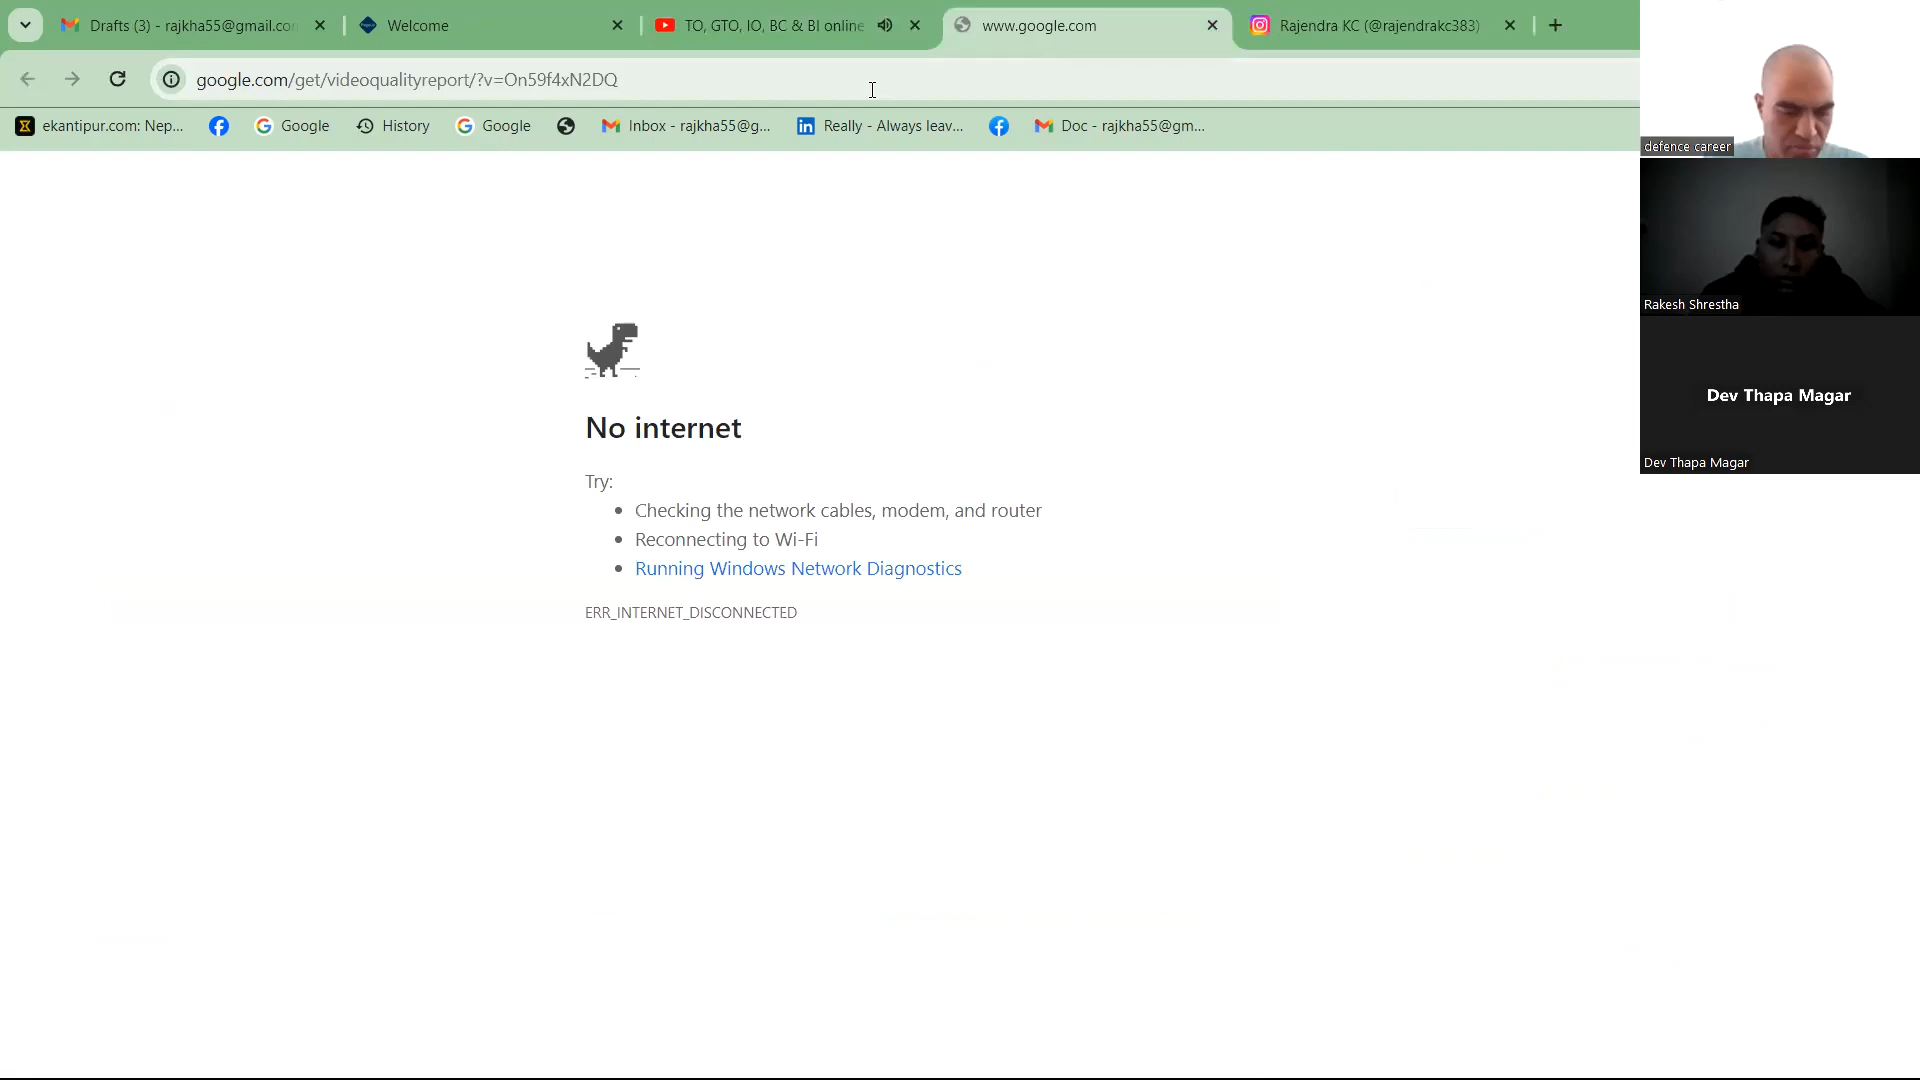 Drafts (3) - rajkha55@gmail.co
Welcome
TO, GTO, IO, BC & BI online
www.google.com
Rajendra KC (@rajendrakc383)
google.com/get/videoqualityreport/?v=On59f4xN2DQ
ekantipur.com: Nep...
Google
History
Google
Inbox - rajkha55@g...
Really - Always leav...
Doc - rajkha55@gm...
defence career
Rakesh Shrestha
Dev Thapa Magar
Dev Thapa Magar
No internet
Try:
• Checking the network cables, modem, and router
• Reconnecting to Wi-Fi
• Running Windows Network Diagnostics
ERR_INTERNET_DISCONNECTED